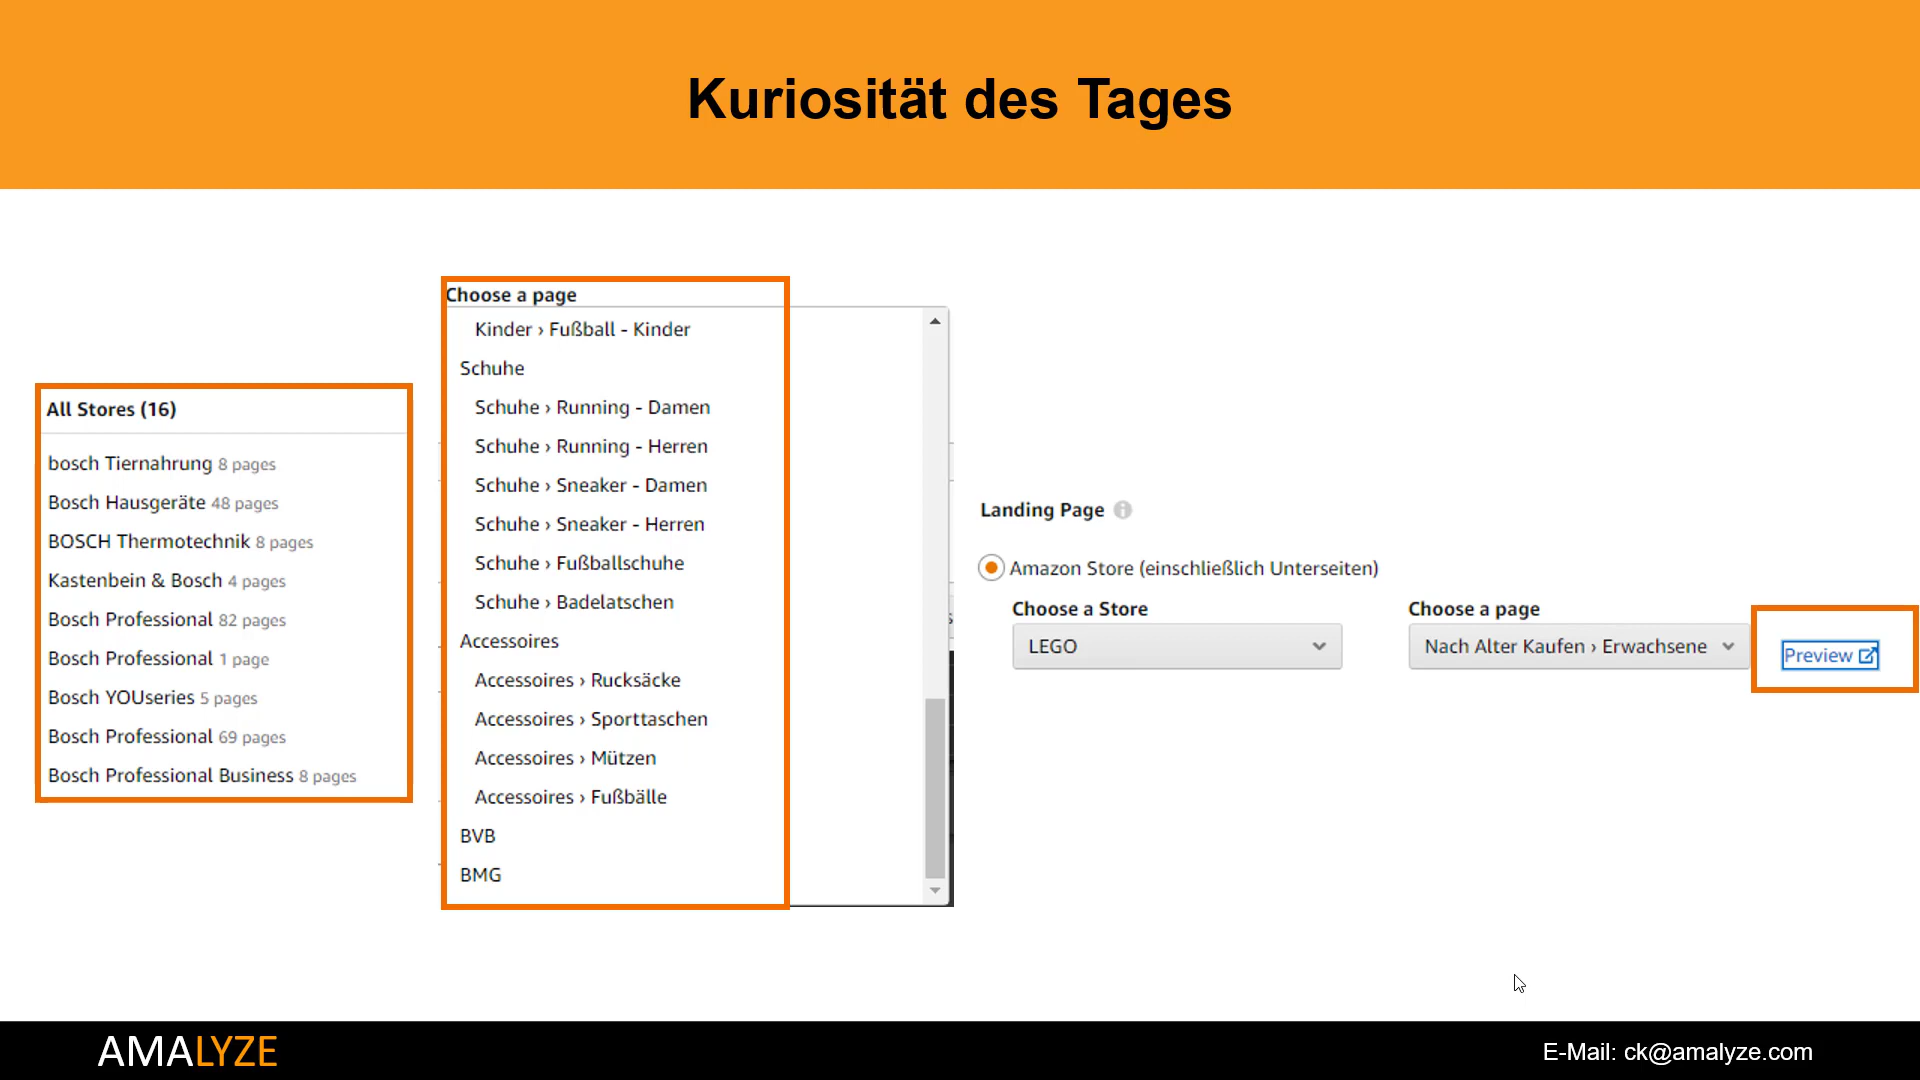 Kuriosität des Tages
All Stores (16)
bosch Tiernahrung 8 pages
Bosch Hausgeräte 48 pages
BOSCH Thermotechnik 8 pages
Kastenbein & Bosch 4 pages
Bosch Professional 82 pages
Bosch Professional 1 page
Bosch YOUseries 5 pages
Bosch Professional 69 pages
Bosch Professional Business 8 pages
Choose a page
Kinder › Fußball - Kinder
Schuhe
Schuhe › Running - Damen
Schuhe › Running - Herren
Schuhe › Sneaker - Damen
Schuhe › Sneaker - Herren
Schuhe › Fußballschuhe
Schuhe › Badelatschen
Accessoires
Accessoires › Rucksäcke
Accessoires › Sporttaschen
Accessoires › Mützen
Accessoires › Fußbälle
BVB
BMG
Landing Page
Amazon Store (einschließlich Unterseiten)
Choose a Store
LEGO
Choose a page
Nach Alter Kaufen › Erwachsene
Preview
AMALYZE
E-Mail: ck@amalyze.com